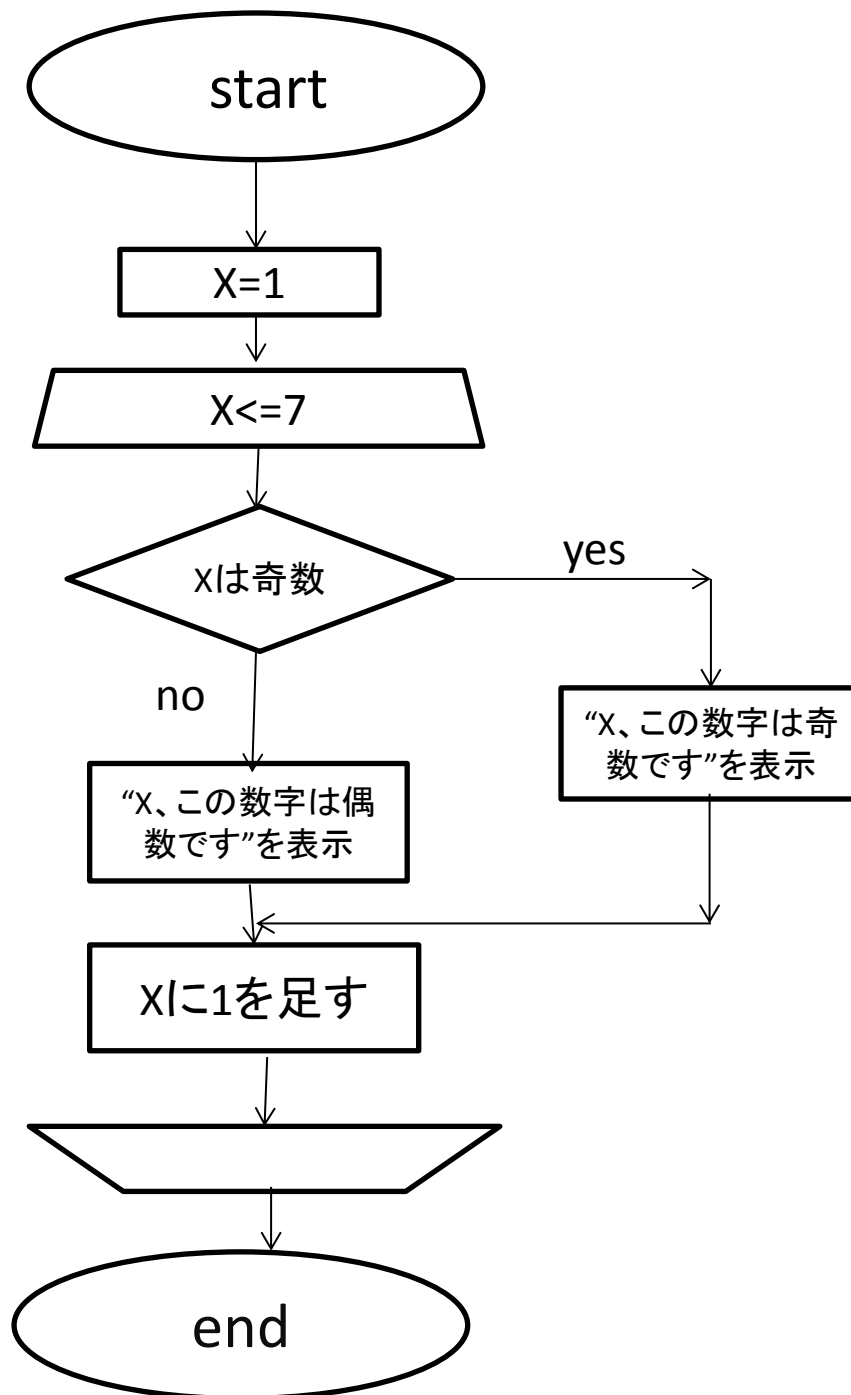 start
X=1
X<=7
Xは奇数
yes
no
“X、この数字は奇
数です”を表示
“X、この数字は偶
数です”を表示
Xに1を足す
end